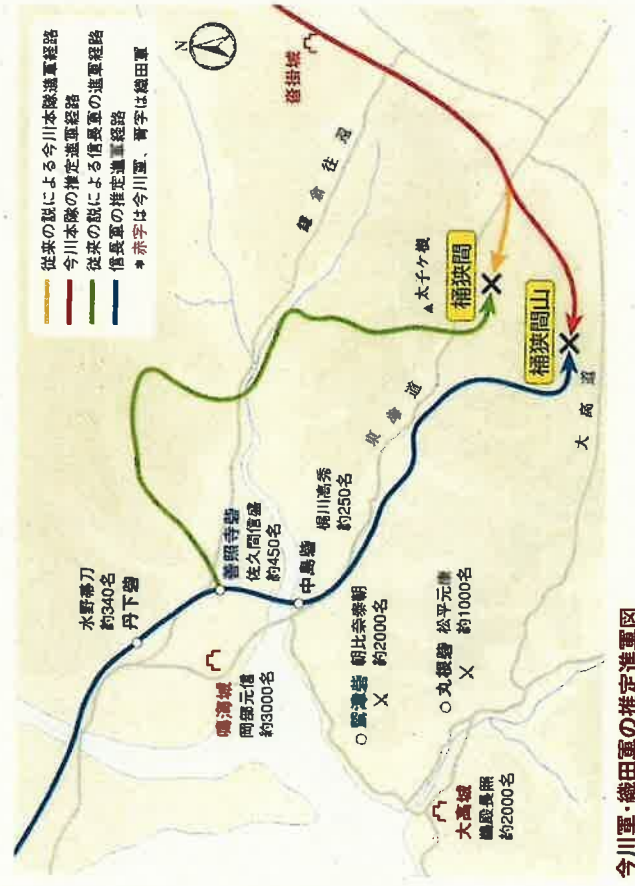 従来の説による今川本隊進軍経路
今川本隊の推定進軍経路
従来の説による信長軍の進軍経路
信長軍の推定進軍経路
*赤字は今川軍、青字は織田軍
N
沓掛城
鎌倉往還
▲太子ケ根
桶狭間
桶狭間山
東海道
大高道
水野帯刀
約340名
丹下砦
善照寺砦
佐久間信盛
約450名
中島砦
梶川高秀
約250名
鳴海城
岡部元信
約3000名
鷲津砦 朝比奈泰朝
約2000名
丸根砦 松平元康
約1000名
大高城
鵜殿長照
約2000名
今川軍・織田軍の推定進軍図